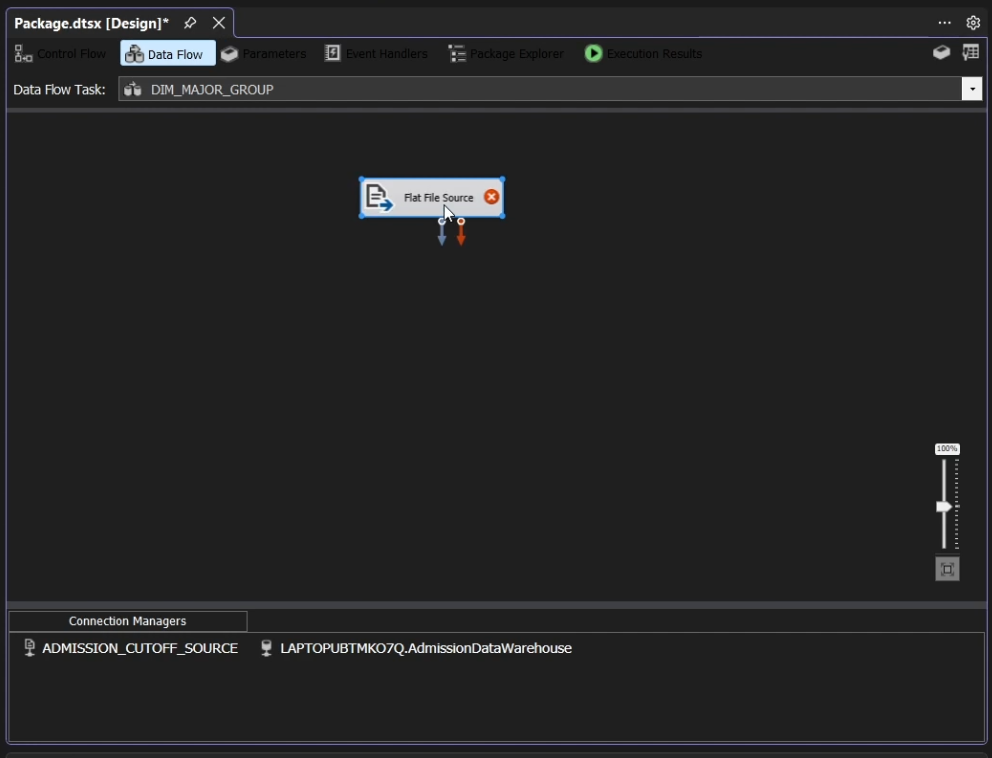 Package.dtsx [Design]*
Control Flow Data Flow Parameters Event Handlers Package Explorer Execution Results
Data Flow Task: DIM_MAJOR_GROUP
Flat File Source
100%
Connection Managers
ADMISSION_CUTOFF_SOURCE LAPTOPUBTMKO7Q.AdmissionDataWarehouse